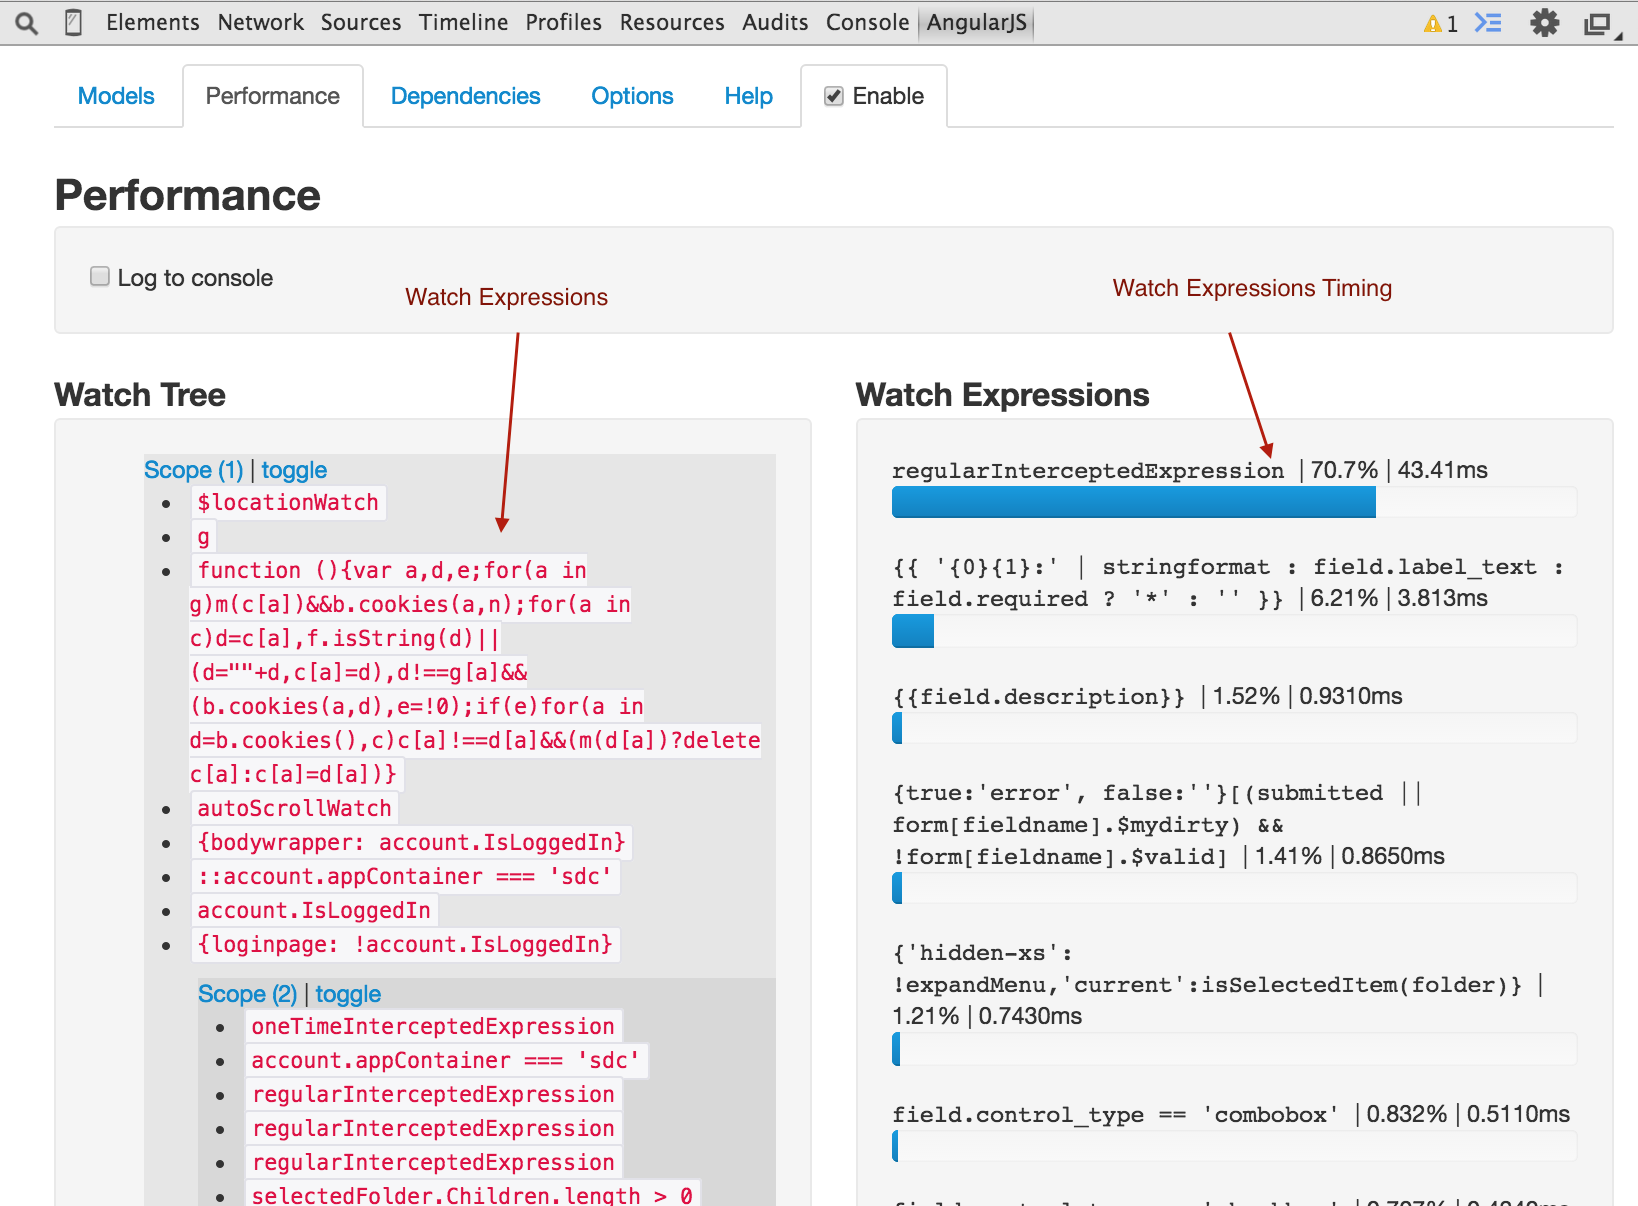 Elements Network Sources Timeline Profiles Resources Audits Console AngularJS 1
Models Performance Dependencies Options Help Enable
Performance
Log to console
Watch Expressions
Watch Expressions Timing
Watch Tree
Scope (1) | toggle
$locationWatch
g
function (){var a,d,e;for(a in
g)m(c[a])&&b.cookies(a,n);for(a in
c)d=c[a],f.isString(d)||
(d=""+d,c[a]=d),d!==g[a]&&
(b.cookies(a,d),e=!0);if(e)for(a in
d=b.cookies(),c)c[a]!==d[a]&&(m(d[a])?delete
c[a]:c[a]=d[a])}
autoScrollWatch
{bodywrapper: account.IsLoggedIn}
::account.appContainer === 'sdc'
account.IsLoggedIn
{loginpage: !account.IsLoggedIn}
Scope (2) | toggle
oneTimeInterceptedExpression
account.appContainer === 'sdc'
regularInterceptedExpression
regularInterceptedExpression
regularInterceptedExpression
selectedFolder.Children.length > 0
Watch Expressions
regularInterceptedExpression | 70.7% | 43.41ms
{{ '{0}{1}:' | stringformat : field.label_text :
field.required ? '*' : '' }} | 6.21% | 3.813ms
{{field.description}} | 1.52% | 0.9310ms
{true:'error', false:''}[(submitted ||
form[fieldname].$mydirty) &&
!form[fieldname].$valid] | 1.41% | 0.8650ms
{'hidden-xs':
!expandMenu,'current':isSelectedItem(folder)} |
1.21% | 0.7430ms
field.control_type == 'combobox' | 0.832% | 0.5110ms